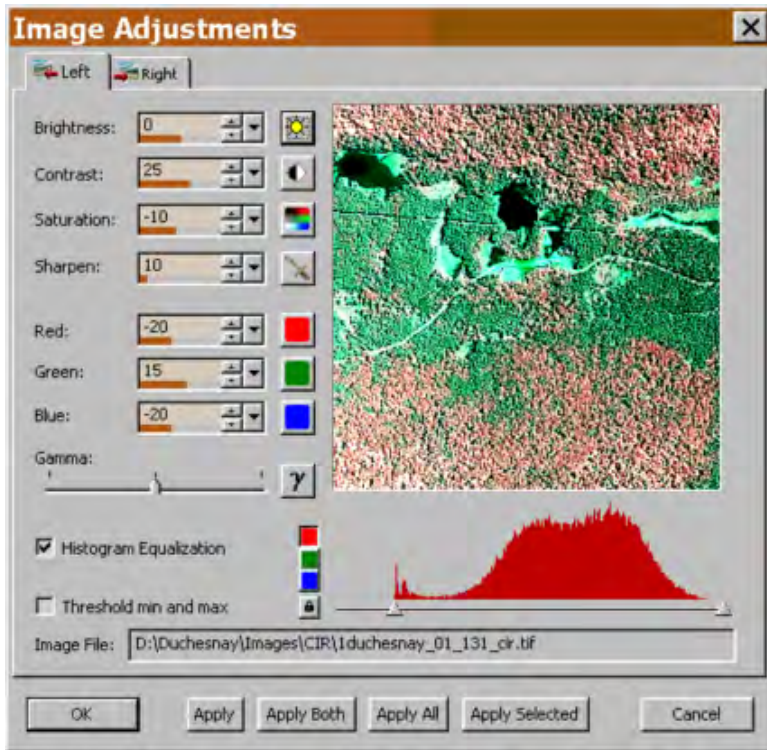 Image Adjustments
Left
Right
Brightness: 0
Contrast: 25
Saturation: -10
Sharpen: 10
Red: -20
Green: 15
Blue: -20
Gamma:
γ
Histogram Equalization
Threshold min and max
Image File: D:\Duchesnay\Images\CIR\1duchesnay_01_131_cir.tif
OK
Apply
Apply Both
Apply All
Apply Selected
Cancel